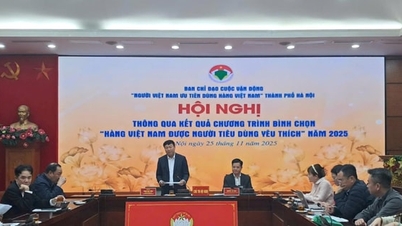 BAN CHỈ ĐẠO CUỘC VẬN ĐỘNG
"NGƯỜI VIỆT NAM ƯU TIÊN DÙNG HÀNG VIỆT NAM" THÀNH PHỐ HÀ NỘI
HỘI NGHỊ
THÔNG QUA KẾT QUẢ CHƯƠNG TRÌNH BÌNH CHỌN
"HÀNG VIỆT NAM ĐƯỢC NGƯỜI TIÊU DÙNG YÊU THÍCH" NĂM 2025
Nội ngày 25 tháng 11 năm 2025